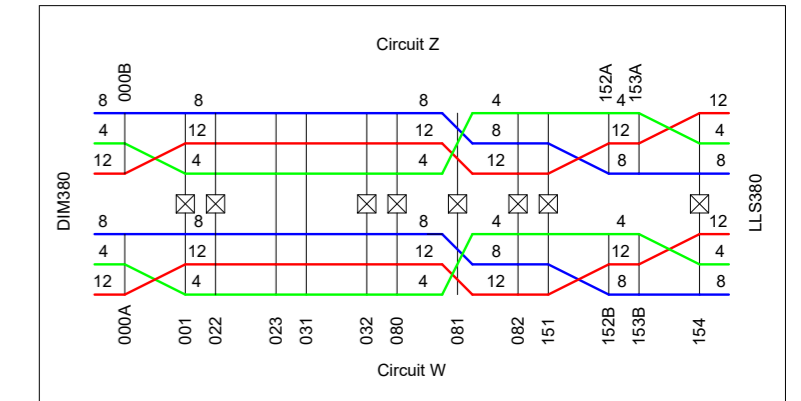 Circuit Z
000B
152A
153A
8 8 8 4 4 12
4 12 12 8 12 4
12 4 4 12 8 8
DIM380
LLS380
8 8 8 4 4 12
4 12 12 8 12 4
12 4 4 12 8 8
000A
001
022
023
031
032
080
081
082
151
152B
153B
154
Circuit W